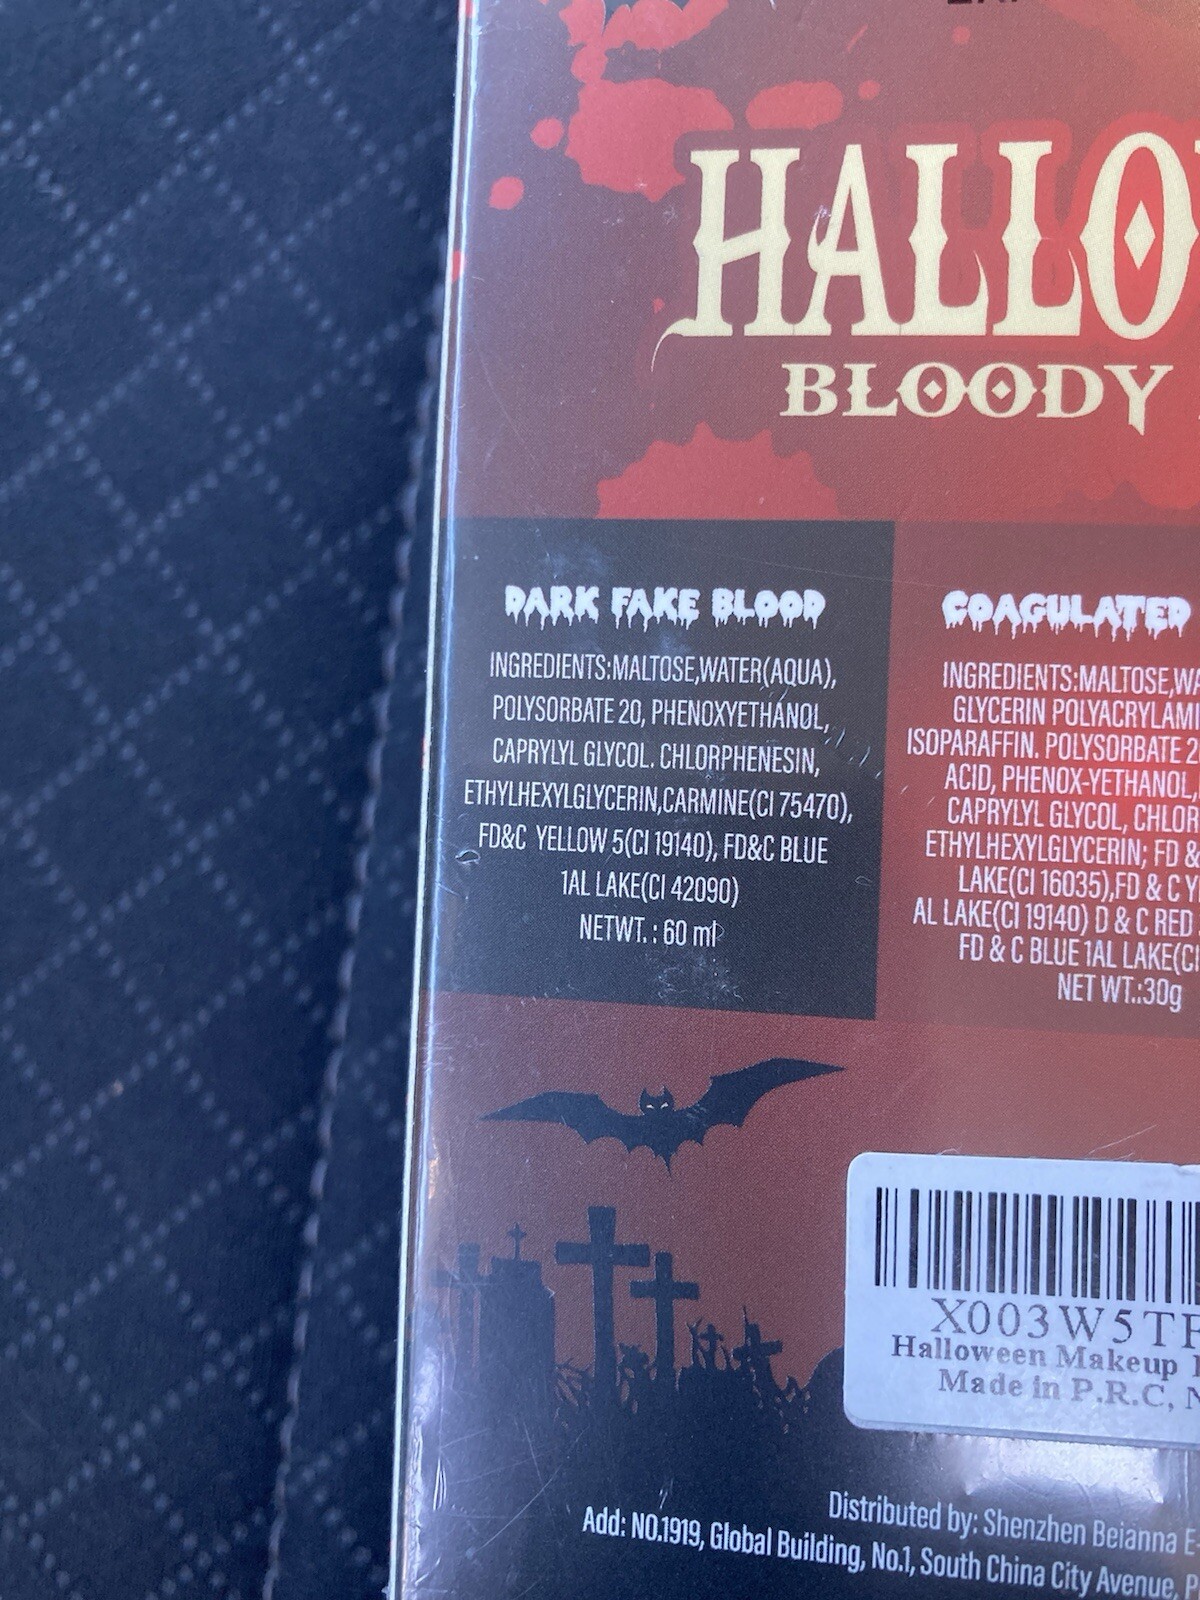 HALLO
BLOODY
DARK FAKE BLOOD
INGREDIENTS:MALTOSE,WATER(AQUA),
POLYSORBATE 20, PHENOXYETHANOL,
CAPRYLYL GLYCOL. CHLORPHENESIN,
ETHYLHEXYLGLYCERIN,CARMINE(CI 75470),
FD&C YELLOW 5(CI 19140), FD&C BLUE
1AL LAKE(CI 42090)
NETWT. : 60 ml
COAGULATED
INGREDIENTS:MALTOSE,WA
GLYCERIN POLYACRYLAMI
ISOPARAFFIN. POLYSORBATE 2
ACID, PHENOX-YETHANOL,
CAPRYLYL GLYCOL, CHLOR
ETHYLHEXYLGLYCERIN; FD &
LAKE(CI 16035),FD & C Y
AL LAKE(CI 19140) D & C RED
FD & C BLUE 1AL LAKE(CI
NET WT.:30g
X003W5T
Halloween Makeup
Made in P.R.C, N
Distributed by: Shenzhen Beianna E-
Add: NO.1919, Global Building, No.1, South China City Avenue, P